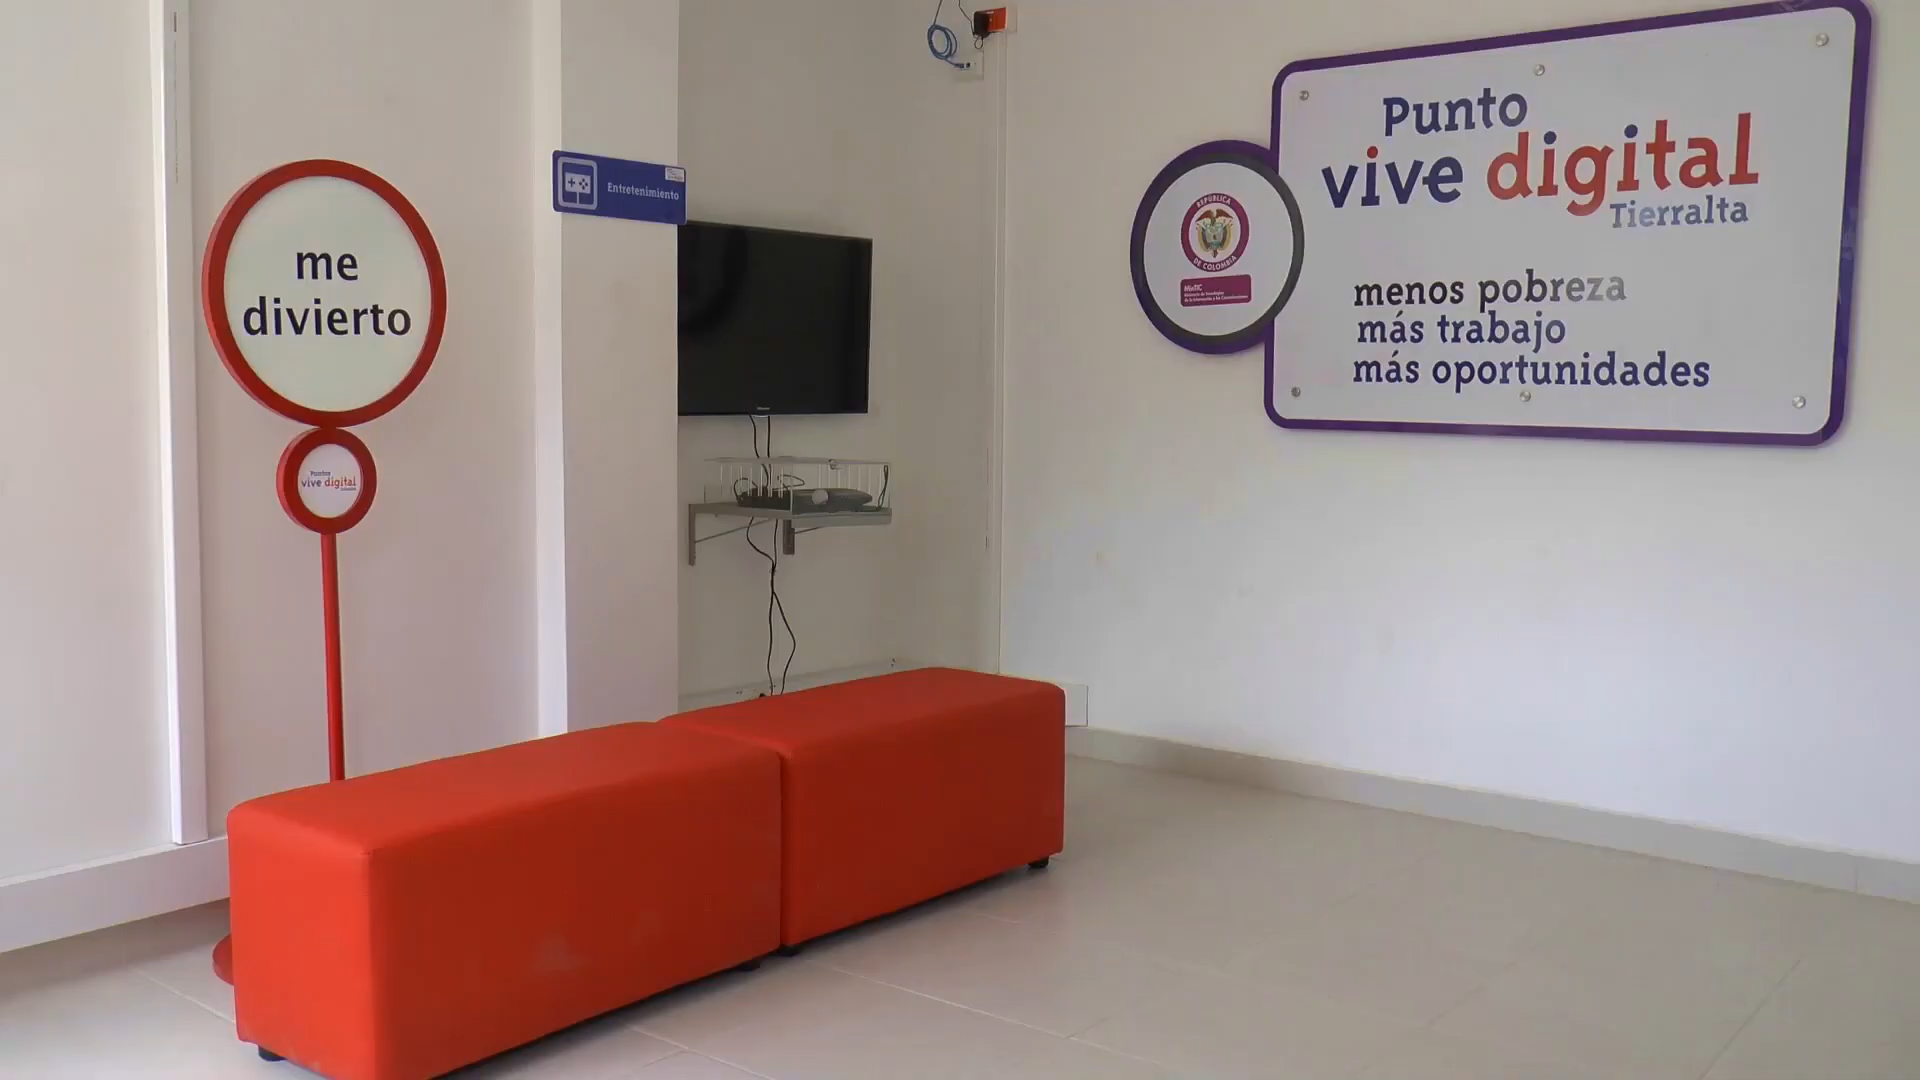 me
divierto
Puntos
vive digital
Entretenimiento
REPÚBLICA
DE COLOMBIA
MinTIC
Punto
vive digital
Tierralta
menos pobreza
más trabajo
más oportunidades